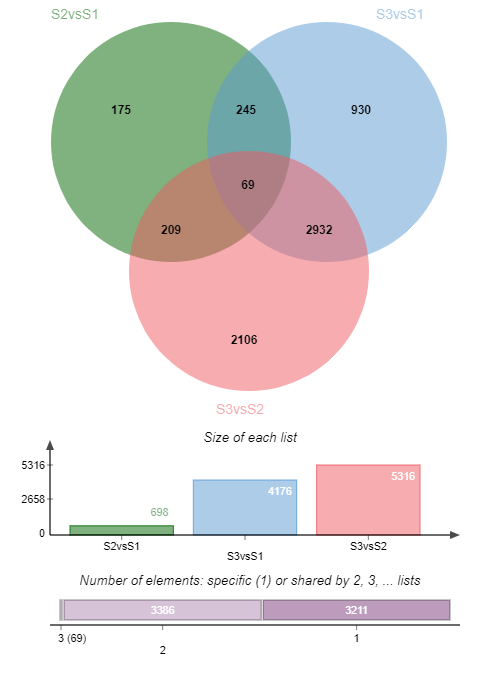 S2vsS1 S3vsS1
175 245 930
69
209 2932
2106
S3vsS2
Size of each list
5316
2658
0
698 4176 5316
S2vsS1 S3vsS1 S3vsS2
Number of elements: specific (1) or shared by 2, 3, ... lists
3386 3211
3 (69) 2 1